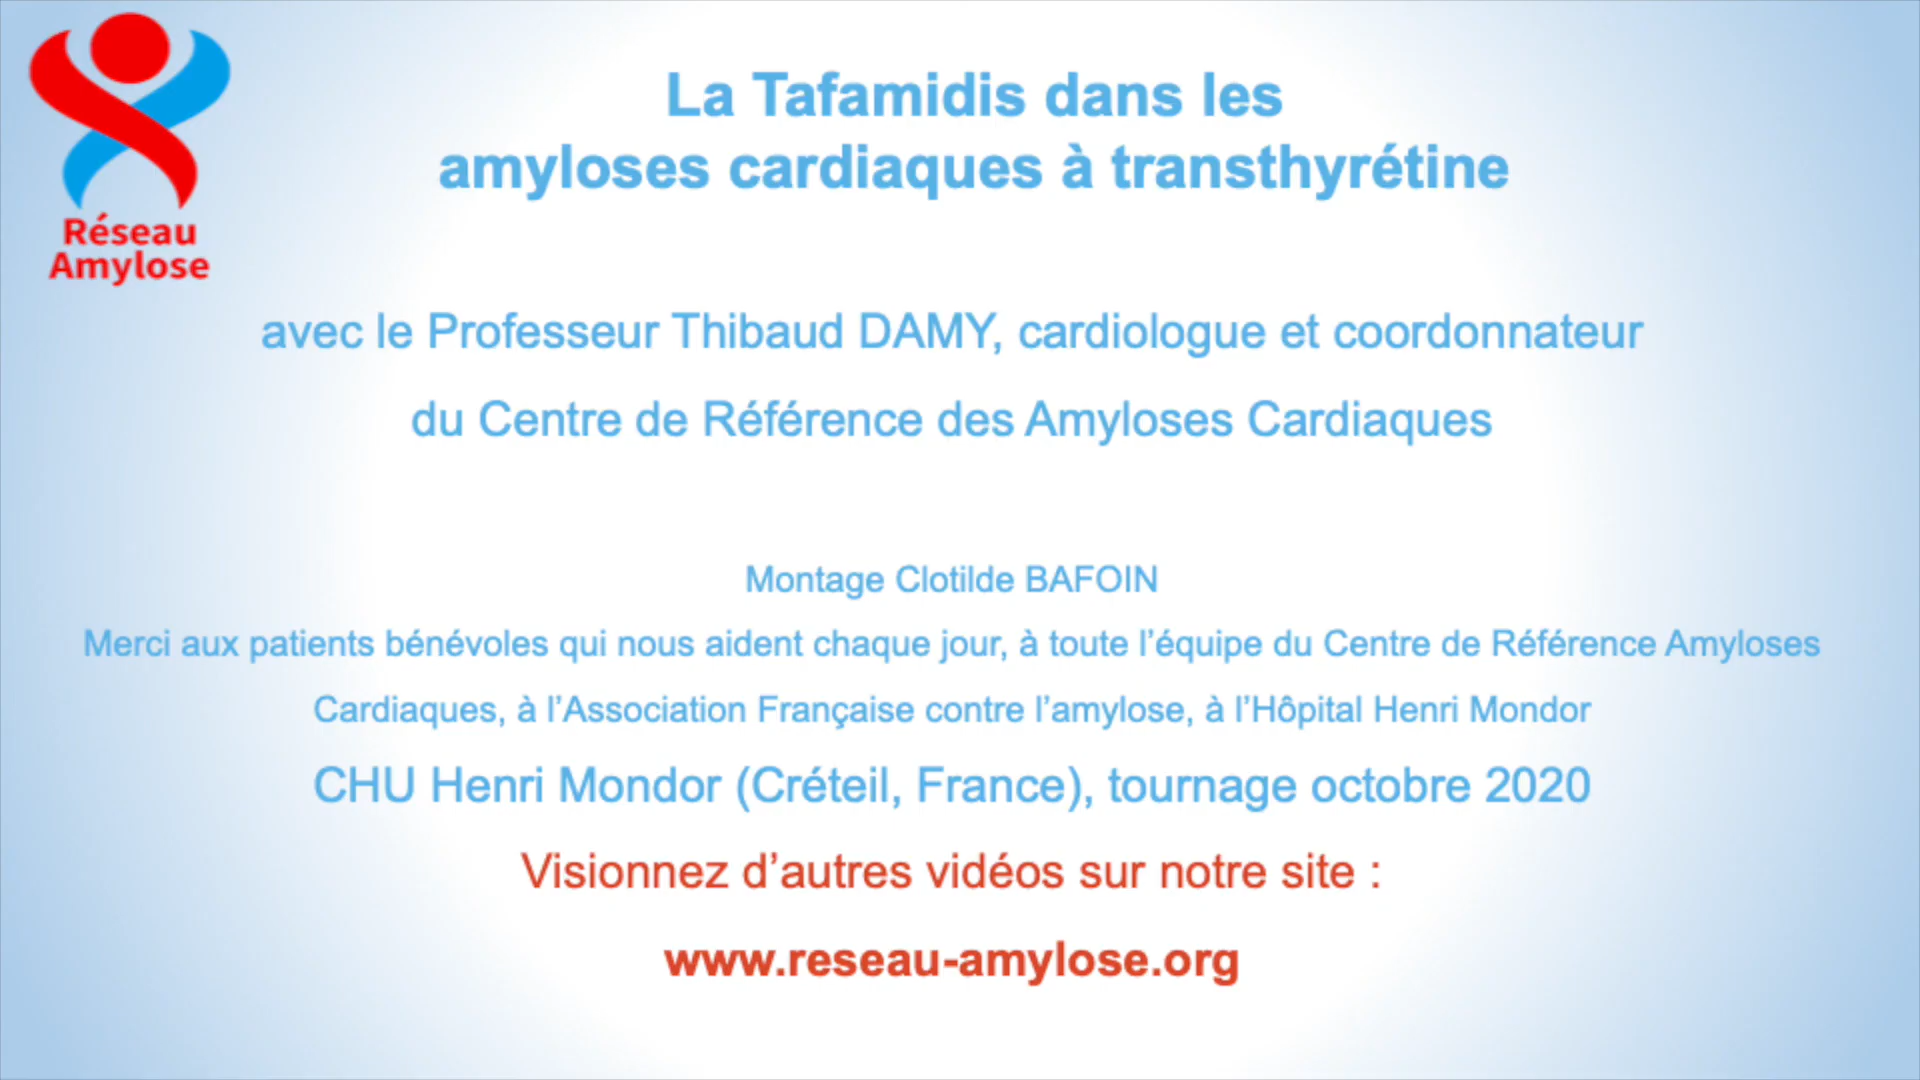 Réseau
Amylose
La Tafamidis dans les
amyloses cardiaques à transthyrétine
avec le Professeur Thibaud DAMY, cardiologue et coordonnateur
du Centre de Référence des Amyloses Cardiaques
Montage Clotilde BAFOIN
Merci aux patients bénévoles qui nous aident chaque jour, à toute l’équipe du Centre de Référence Amyloses
Cardiaques, à l’Association Française contre l’amylose, à l’Hôpital Henri Mondor
CHU Henri Mondor (Créteil, France), tournage octobre 2020
Visionnez d’autres vidéos sur notre site :
www.reseau-amylose.org